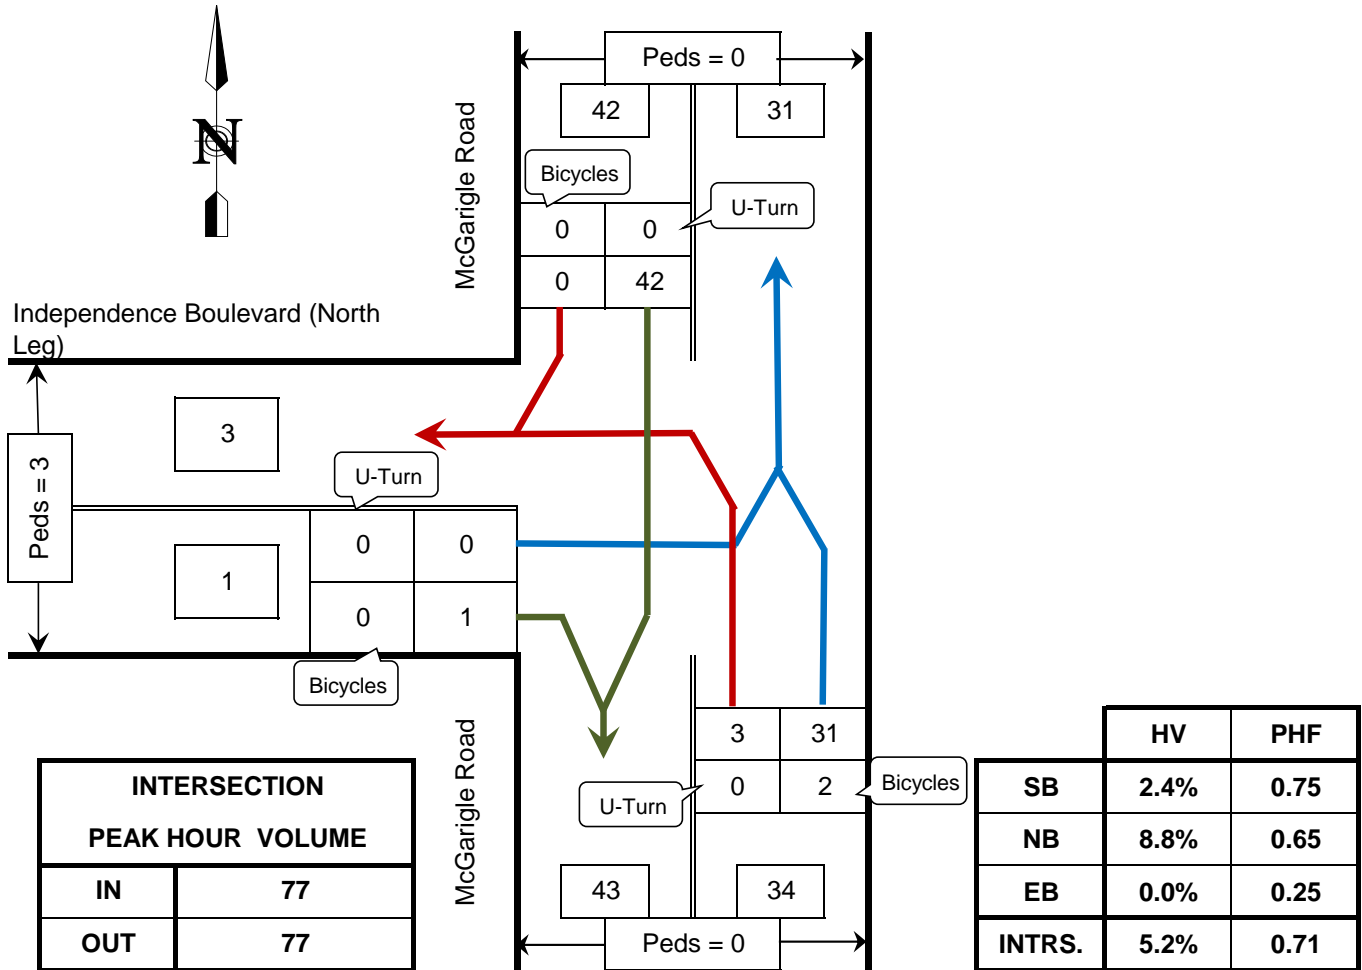 Peds = 0
42
31
McGarigle Road
N
Bicycles
U-Turn
0 0
0 42
Independence Boulevard (North
Leg)
3
Peds = 3
U-Turn
0 0
1
0 1
Bicycles
McGarigle Road
3 31
0 2
U-Turn
Bicycles
43
34
Peds = 0
INTERSECTION
PEAK HOUR VOLUME
IN 77
OUT 77
HV PHF
SB 2.4% 0.75
NB 8.8% 0.65
EB 0.0% 0.25
INTRS. 5.2% 0.71